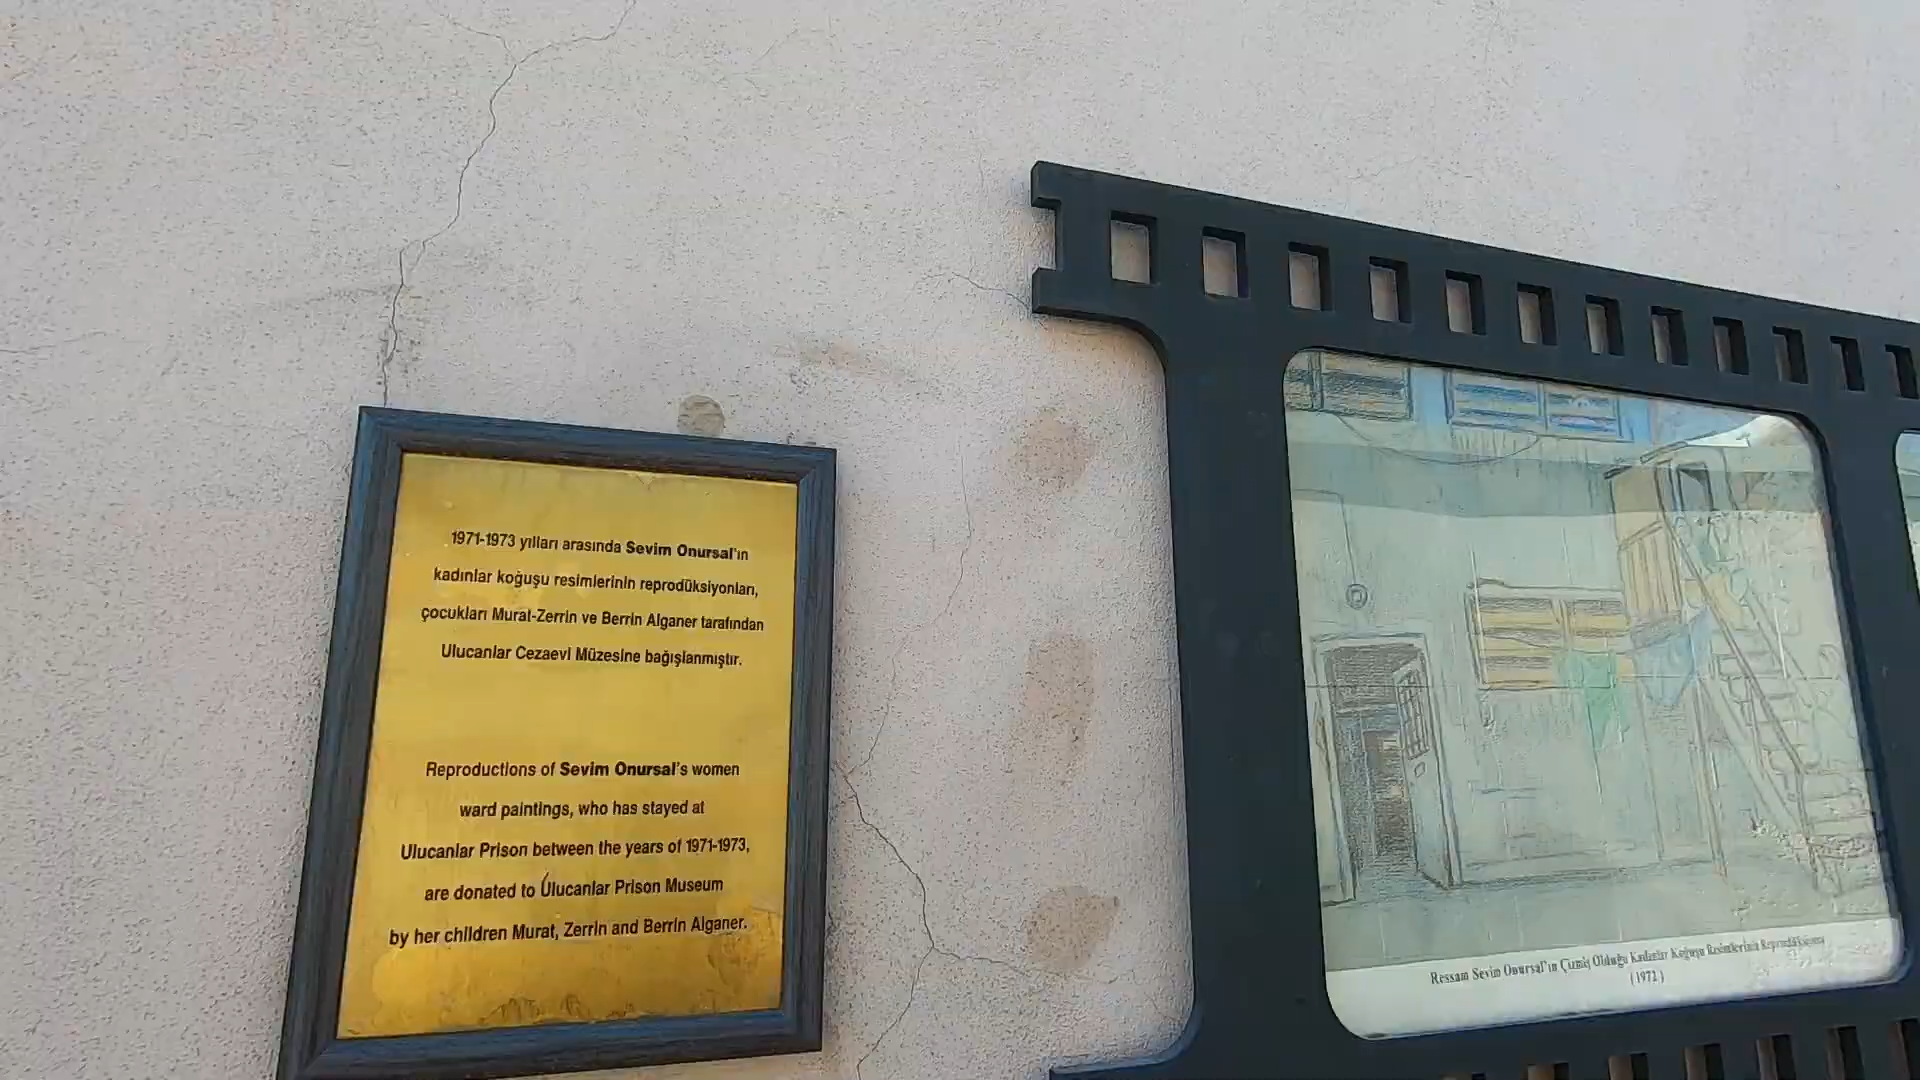 1971-1973 yılları arasında Sevim Onursal'ın
kadınlar koğuşu resimlerinin reprodüksiyonları,
çocukları Murat-Zerrin ve Berrin Alganer tarafından
Ulucanlar Cezaevi Müzesine bağışlanmıştır.
Reproductions of Sevim Onursal's women
ward paintings, who has stayed at
Ulucanlar Prison between the years of 1971-1973,
are donated to Ulucanlar Prison Museum
by her children Murat, Zerrin and Berrin Alganer.
Ressam Sevim Onursal'ın Çizmiş Olduğu Kadınlar Koğuşu Resimlerinin Reprodüksiyonu
(1972)